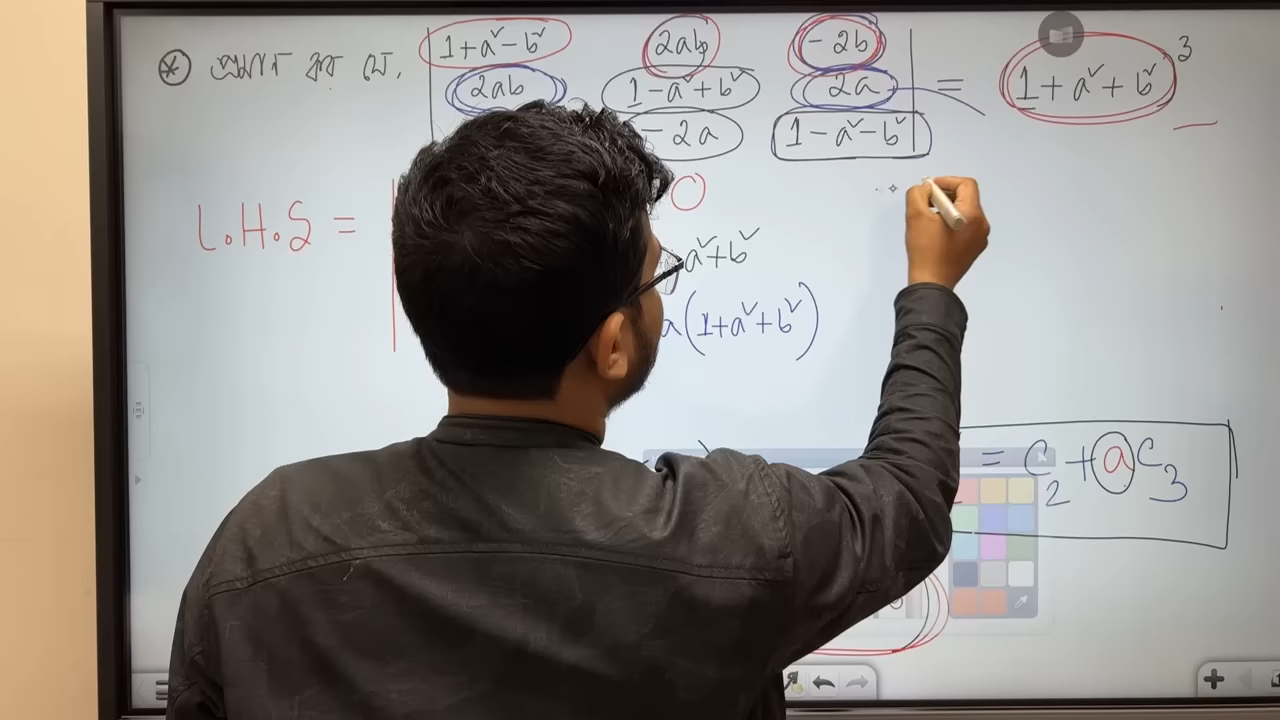 ⊛ প্রমাণ কর যে, | 1+a²-b² 2ab -2b | = (1+a²+b²)³
2ab 1-a²+b² 2a
-2a 1-a²-b²
L.H.S = | 0
a²+b²
a(1+a²+b²)
= C₂+aC₃